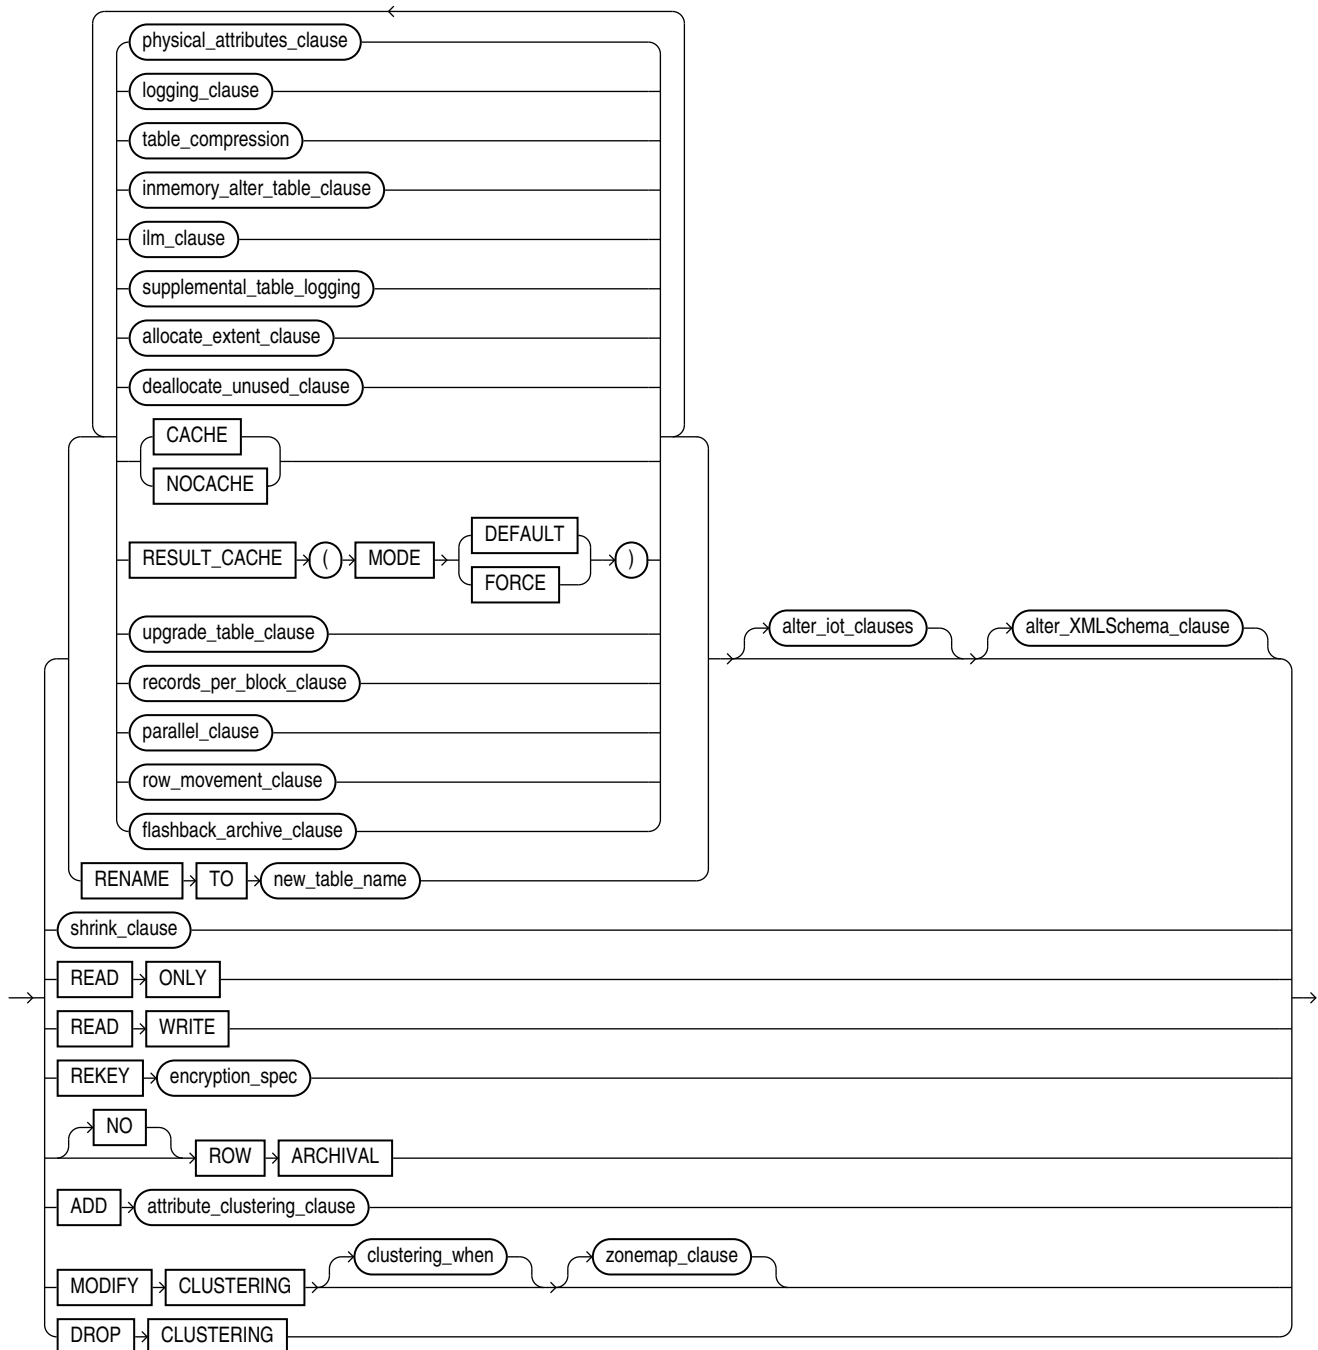 physical_attributes_clause
logging_clause
table_compression
inmemory_alter_table_clause
ilm_clause
supplemental_table_logging
allocate_extent_clause
deallocate_unused_clause
CACHE
NOCACHE
DEFAULT
RESULT_CACHE ( MODE )
FORCE
upgrade_table_clause alter_iot_clauses alter_XMLSchema_clause
records_per_block_clause
parallel_clause
row_movement_clause
flashback_archive_clause
RENAME TO new_table_name
shrink_clause
READ ONLY
READ WRITE
REKEY encryption_spec
NO
ROW ARCHIVAL
ADD attribute_clustering_clause
clustering_when zonemap_clause
MODIFY CLUSTERING
DROP CLUSTERING